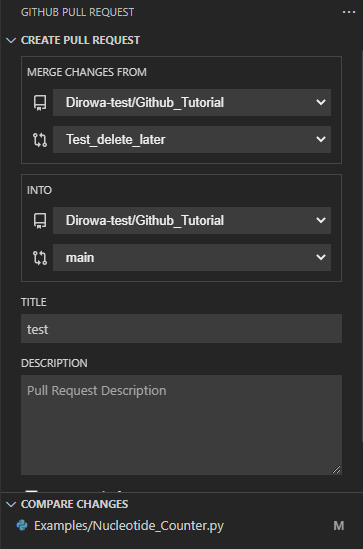 GITHUB PULL REQUEST
CREATE PULL REQUEST
MERGE CHANGES FROM
Dirowa-test/Github_Tutorial
Test_delete_later
INTO
Dirowa-test/Github_Tutorial
main
TITLE
test
DESCRIPTION
Pull Request Description
COMPARE CHANGES
Examples/Nucleotide_Counter.py M